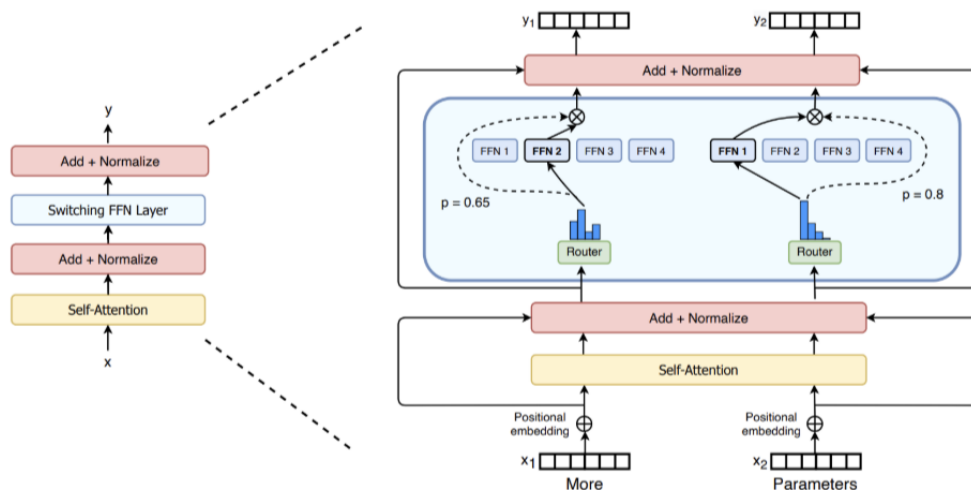 y
Add + Normalize
Switching FFN Layer
Add + Normalize
Self-Attention
x
y1 y2
Add + Normalize
FFN 1 FFN 2 FFN 3 FFN 4 FFN 1 FFN 2 FFN 3 FFN 4
p = 0.65 p = 0.8
Router Router
Add + Normalize
Self-Attention
Positional embedding
Positional embedding
x1 x2
More Parameters